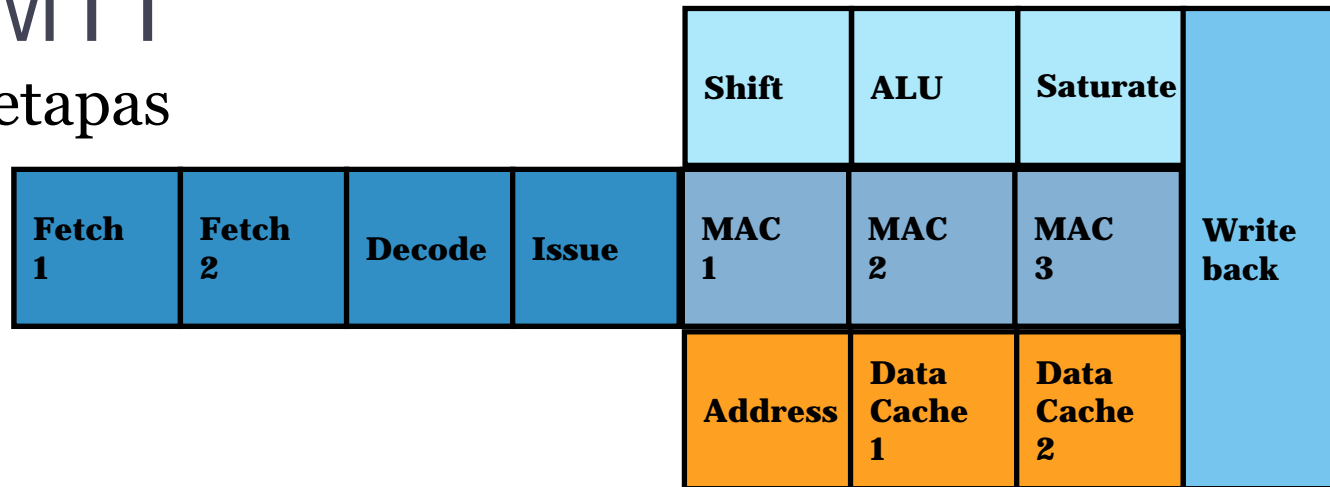 etapas
Shift
ALU
Saturate
Fetch
1
Fetch
2
Decode
Issue
MAC
1
MAC
2
MAC
3
Write
back
Address
Data
Cache
1
Data
Cache
2